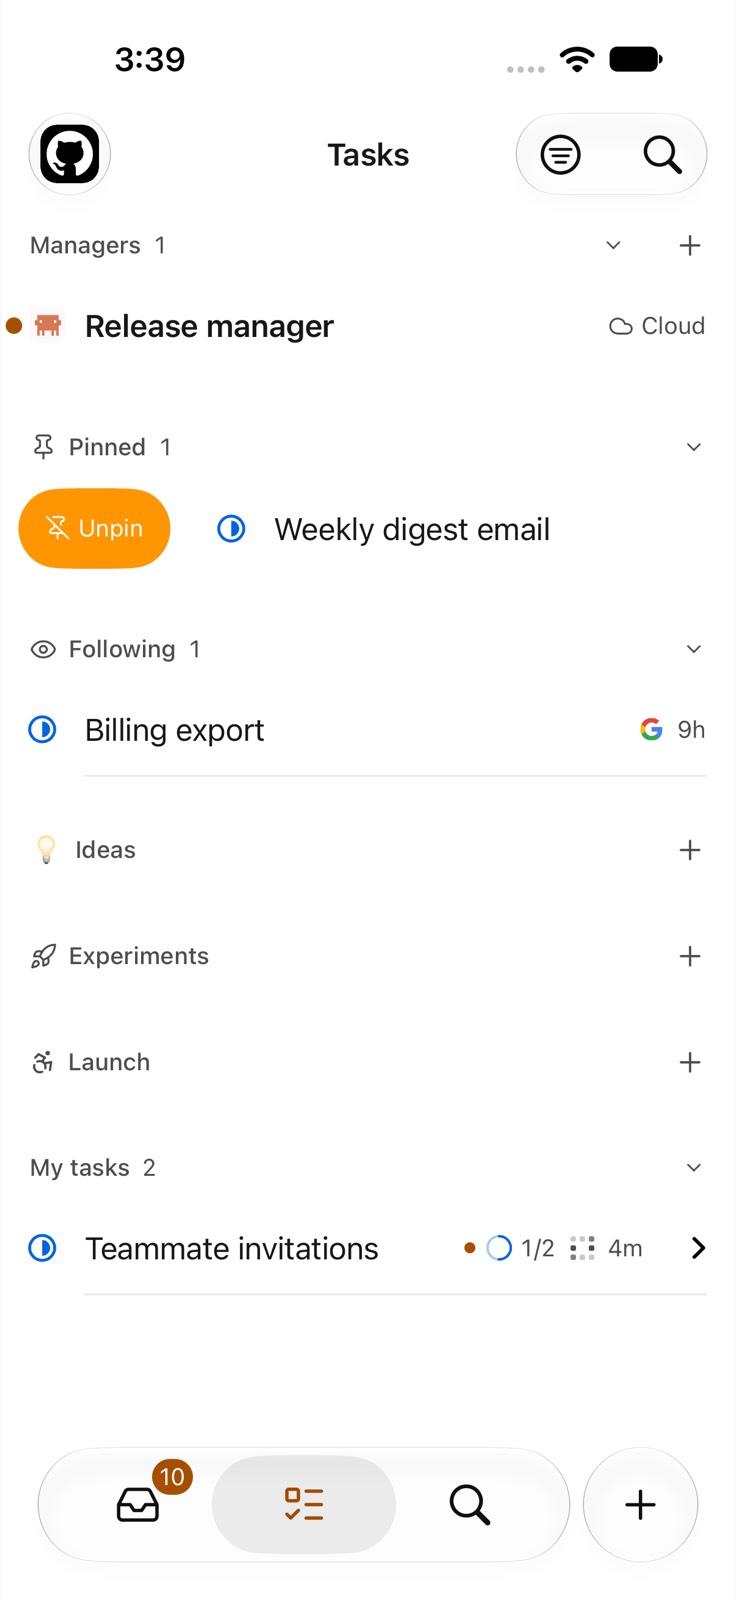 3:39
Tasks
Managers 1
Release manager Cloud
Pinned 1
Unpin Weekly digest email
Following 1
Billing export 9h
Ideas
Experiments
Launch
My tasks 2
Teammate invitations 1/2 4m
10